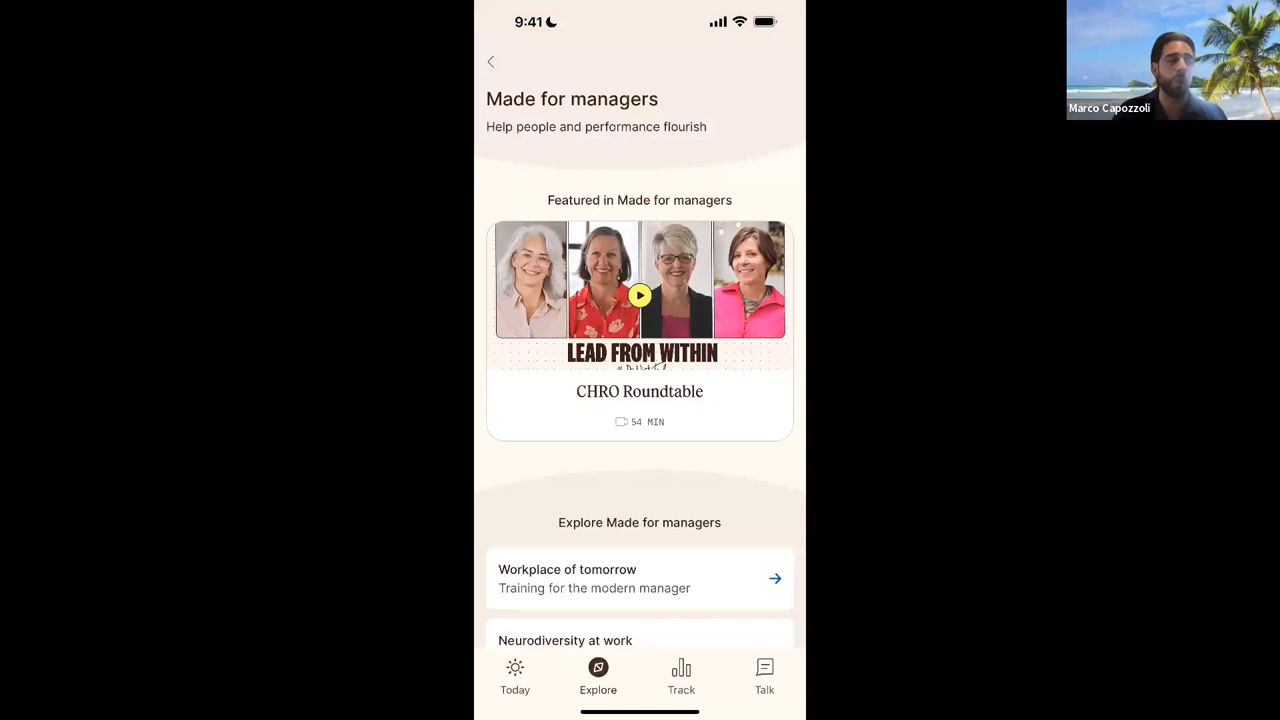 9:41
Marco Capozzoli
Made for managers
Help people and performance flourish
Featured in Made for managers
LEAD FROM WITHIN
CHRO Roundtable
54 MIN
Explore Made for managers
Workplace of tomorrow
Training for the modern manager
Neurodiversity at work
Today
Explore
Track
Talk